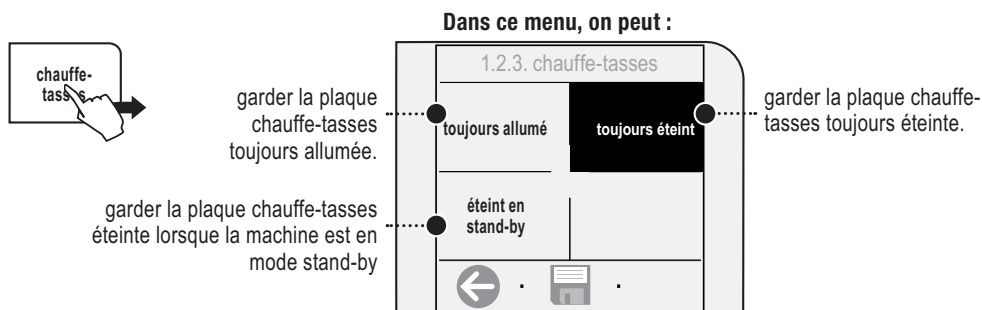 Dans ce menu, on peut :
chauffe-
tasses
1.2.3. chauffe-tasses
garder la plaque
chauffe-tasses
toujours allumée.
toujours allumé
toujours éteint
garder la plaque chauffe-
tasses toujours éteinte.
garder la plaque chauffe-tasses
éteinte lorsque la machine est en
mode stand-by
éteint en
stand-by